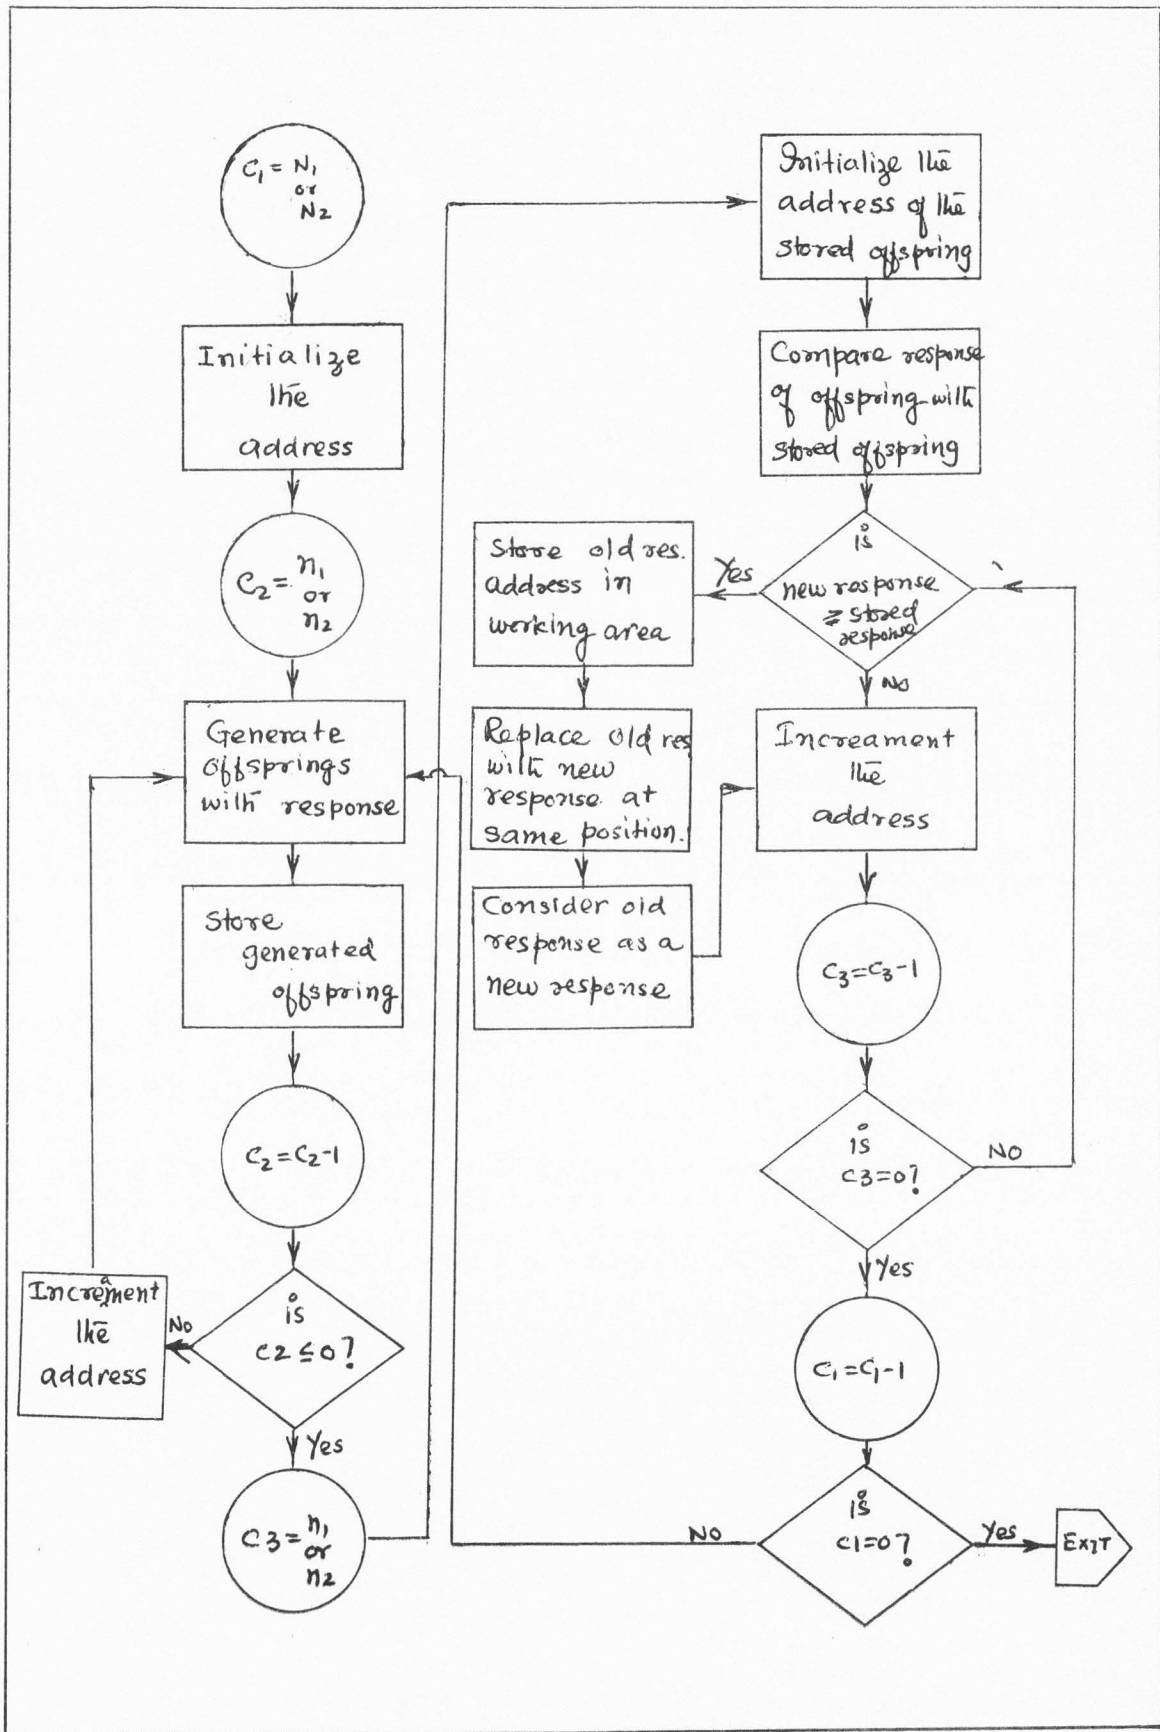 C1 = N1
or
N2
Initialize
the
address
C2 = n1
or
n2
Generate
offsprings
with response
Store
generated
offspring
C2 = C2-1
is
C2 ≤ 0?
No
Increament
the
address
Yes
C3 = n1
or
n2
Initialize the
address of the
stored offspring
Compare response
of offspring with
stored offspring
is
new response
≥ stored
response
Yes
Store old res.
address in
working area
Replace old res
with new
response at
same position.
Consider old
response as a
new response
NO
Increament
the
address
C3 = C3-1
is
C3=0?
NO
Yes
C1 = C1-1
is
C1=0?
NO
Yes
EXIT